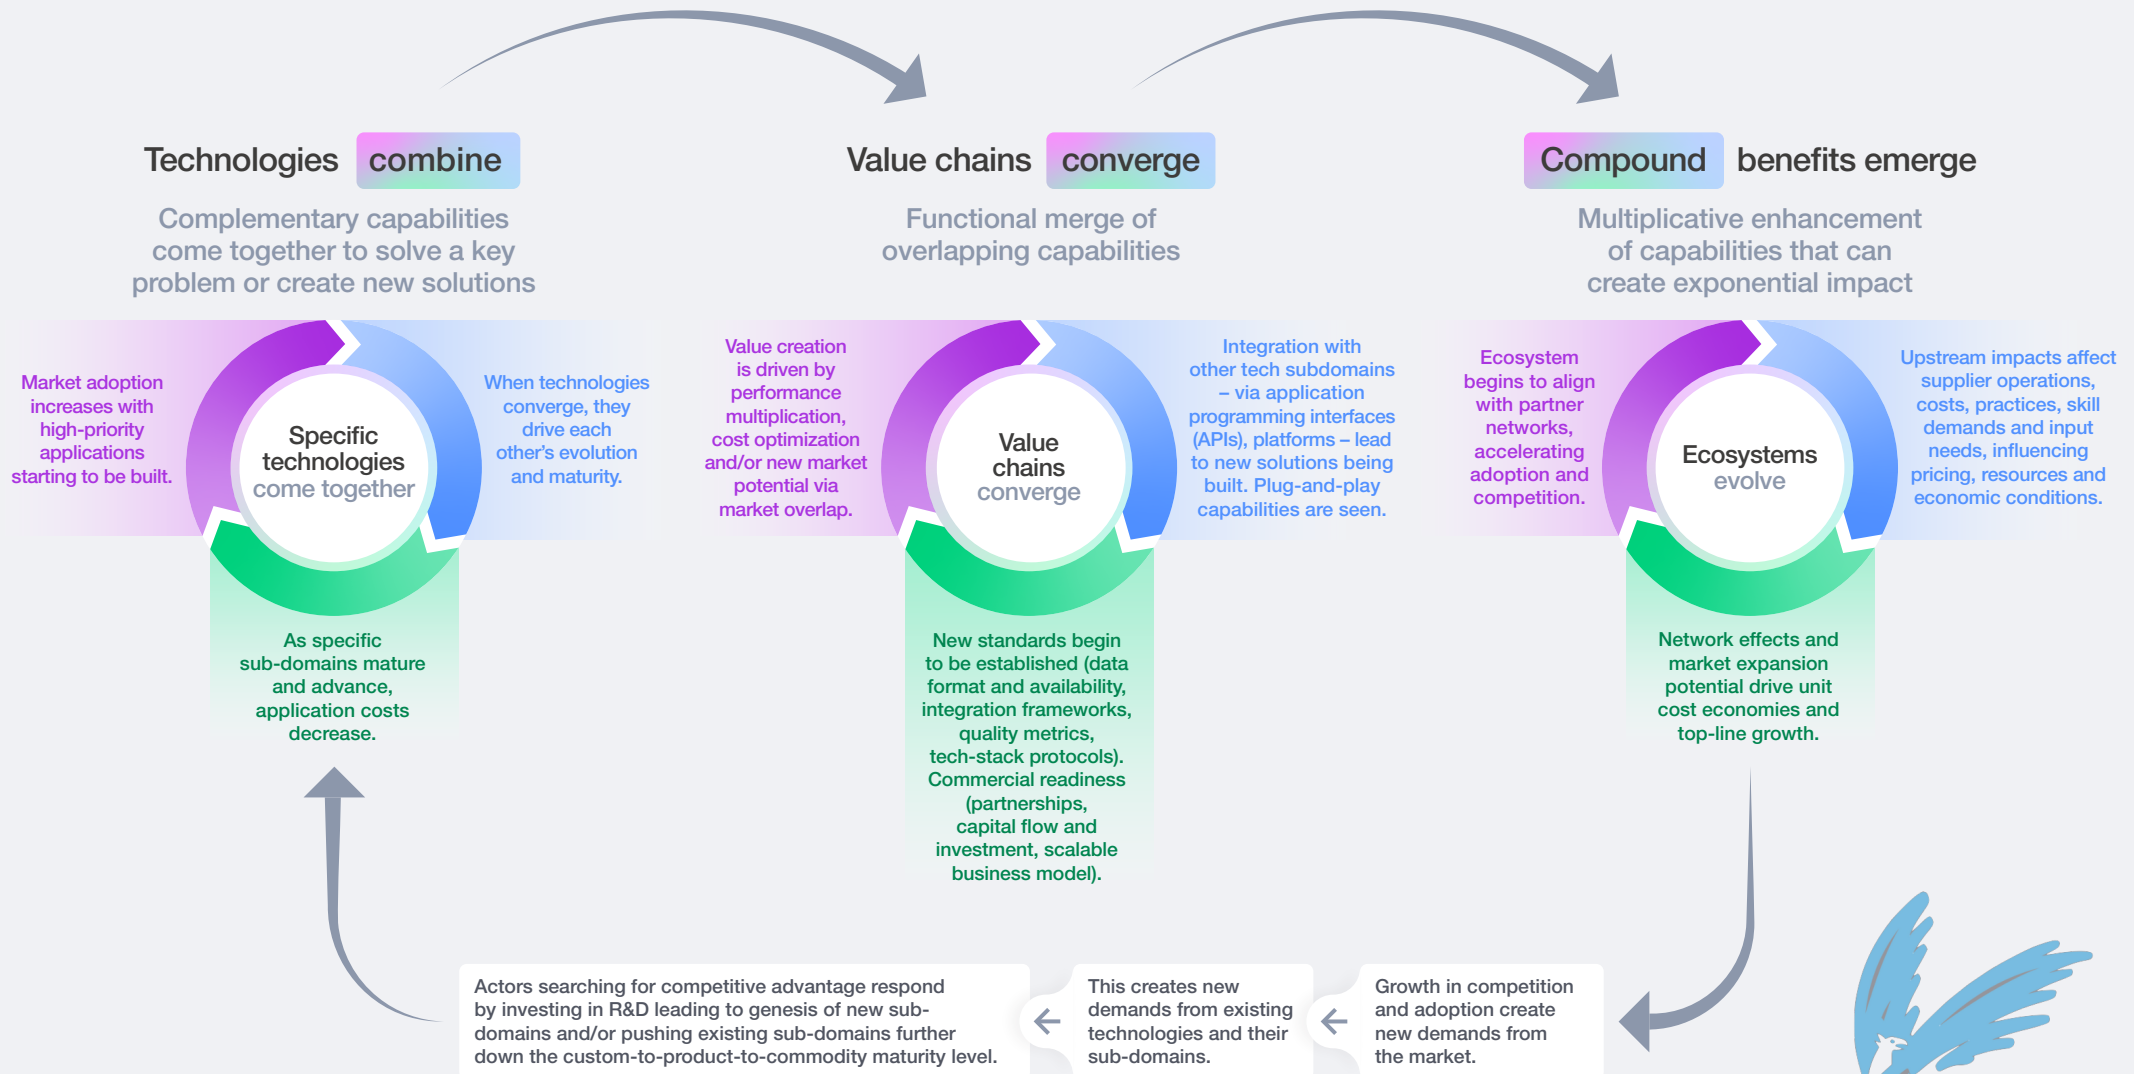 Technologies combine
Complementary capabilities
come together to solve a key
problem or create new solutions
Market adoption
increases with
high-priority
applications
starting to be built.
Specific
technologies
come together
When technologies
converge, they
drive each
other's evolution
and maturity.
As specific
sub-domains mature
and advance,
application costs
decrease.
Value chains converge
Functional merge of
overlapping capabilities
Value creation
is driven by
performance
multiplication,
cost optimization
and/or new market
potential via
market overlap.
Value
chains
converge
Integration with
other tech subdomains
– via application
programming interfaces
(APIs), platforms – lead
to new solutions being
built. Plug-and-play
capabilities are seen.
New standards begin
to be established (data
format and availability,
integration frameworks,
quality metrics,
tech-stack protocols).
Commercial readiness
(partnerships,
capital flow and
investment, scalable
business model).
Compound benefits emerge
Multiplicative enhancement
of capabilities that can
create exponential impact
Ecosystem
begins to align
with partner
networks,
accelerating
adoption and
competition.
Ecosystems
evolve
Upstream impacts affect
supplier operations,
costs, practices, skill
demands and input
needs, influencing
pricing, resources and
economic conditions.
Network effects and
market expansion
potential drive unit
cost economies and
top-line growth.
Growth in competition
and adoption create
new demands from
the market.
This creates new
demands from existing
technologies and their
sub-domains.
Actors searching for competitive advantage respond
by investing in R&D leading to genesis of new sub-
domains and/or pushing existing sub-domains further
down the custom-to-product-to-commodity maturity level.